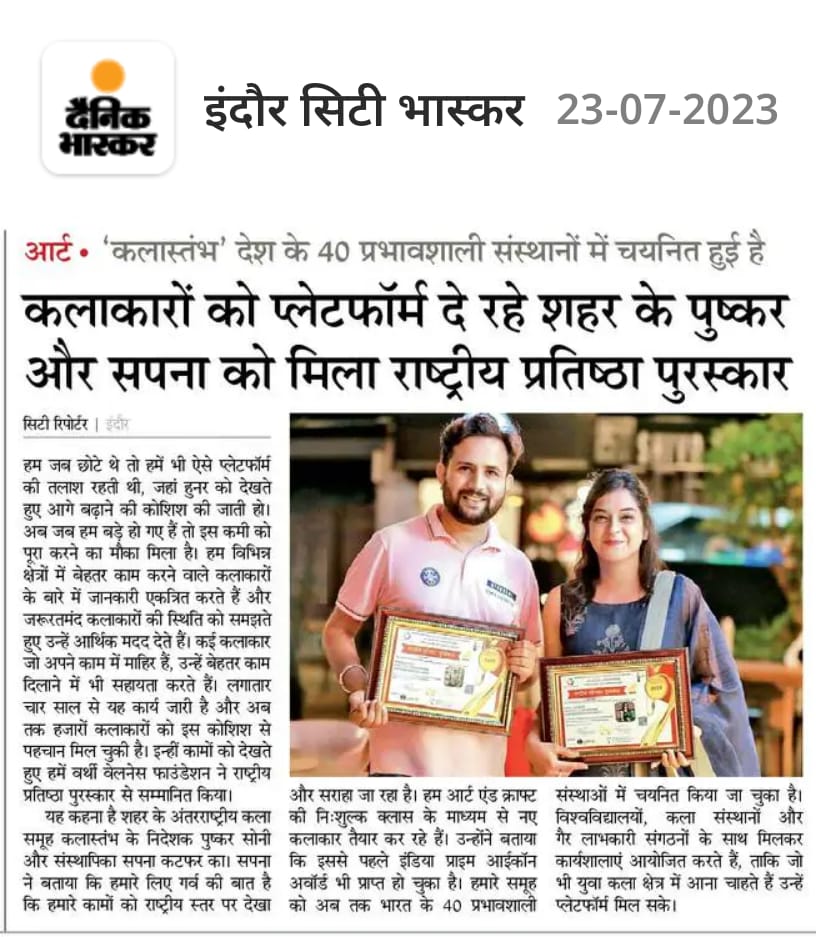 दैनिक
भास्कर
इंदौर सिटी भास्कर 23-07-2023
आर्ट • ‘कलास्तंभ’ देश के 40 प्रभावशाली संस्थानों में चयनित हुई है
कलाकारों को प्लेटफॉर्म दे रहे शहर के पुष्कर
और सपना को मिला राष्ट्रीय प्रतिष्ठा पुरस्कार
सिटी रिपोर्टर | इंदौर
हम जब छोटे थे तो हमें भी ऐसे प्लेटफॉर्म
की तलाश रहती थी, जहां हुनर को देखते
हुए आगे बढ़ाने की कोशिश की जाती हो।
अब जब हम बड़े हो गए हैं तो इस कमी को
पूरा करने का मौका मिला है। हम विभिन्न
क्षेत्रों में बेहतर काम करने वाले कलाकारों
के बारे में जानकारी एकत्रित करते हैं और
जरूरतमंद कलाकारों की स्थिति को समझते
हुए उन्हें आर्थिक मदद देते हैं। कई कलाकार
जो अपने काम में माहिर हैं, उन्हें बेहतर काम
दिलाने में भी सहायता करते हैं। लगातार
चार साल से यह कार्य जारी है और अब
तक हजारों कलाकारों को इस कोशिश से
पहचान मिल चुकी है। इन्हीं कामों को देखते
हुए हमें वर्थी वेलनेस फाउंडेशन ने राष्ट्रीय
प्रतिष्ठा पुरस्कार से सम्मानित किया।
यह कहना है शहर के अंतरराष्ट्रीय कला
समूह कलास्तंभ के निदेशक पुष्कर सोनी
और संस्थापिका सपना कटफर का। सपना
ने बताया कि हमारे लिए गर्व की बात है
कि हमारे कामों को राष्ट्रीय स्तर पर देखा
और सराहा जा रहा है। हम आर्ट एंड क्राफ्ट
की निःशुल्क क्लास के माध्यम से नए
कलाकार तैयार कर रहे हैं। उन्होंने बताया
कि इससे पहले इंडिया प्राइम आईकॉन
अवॉर्ड भी प्राप्त हो चुका है। हमारे समूह
को अब तक भारत के 40 प्रभावशाली
संस्थाओं में चयनित किया जा चुका है।
विश्वविद्यालयों, कला संस्थानों और
गैर लाभकारी संगठनों के साथ मिलकर
कार्यशालाएं आयोजित करते हैं, ताकि जो
भी युवा कला क्षेत्र में आना चाहते हैं उन्हें
प्लेटफॉर्म मिल सके।